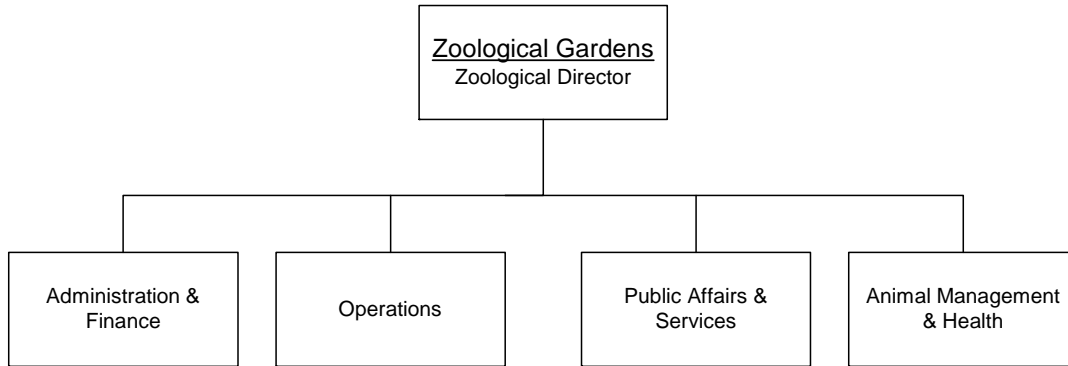 Zoological Gardens
Zoological Director
Administration &
Finance
Operations
Public Affairs &
Services
Animal Management
& Health